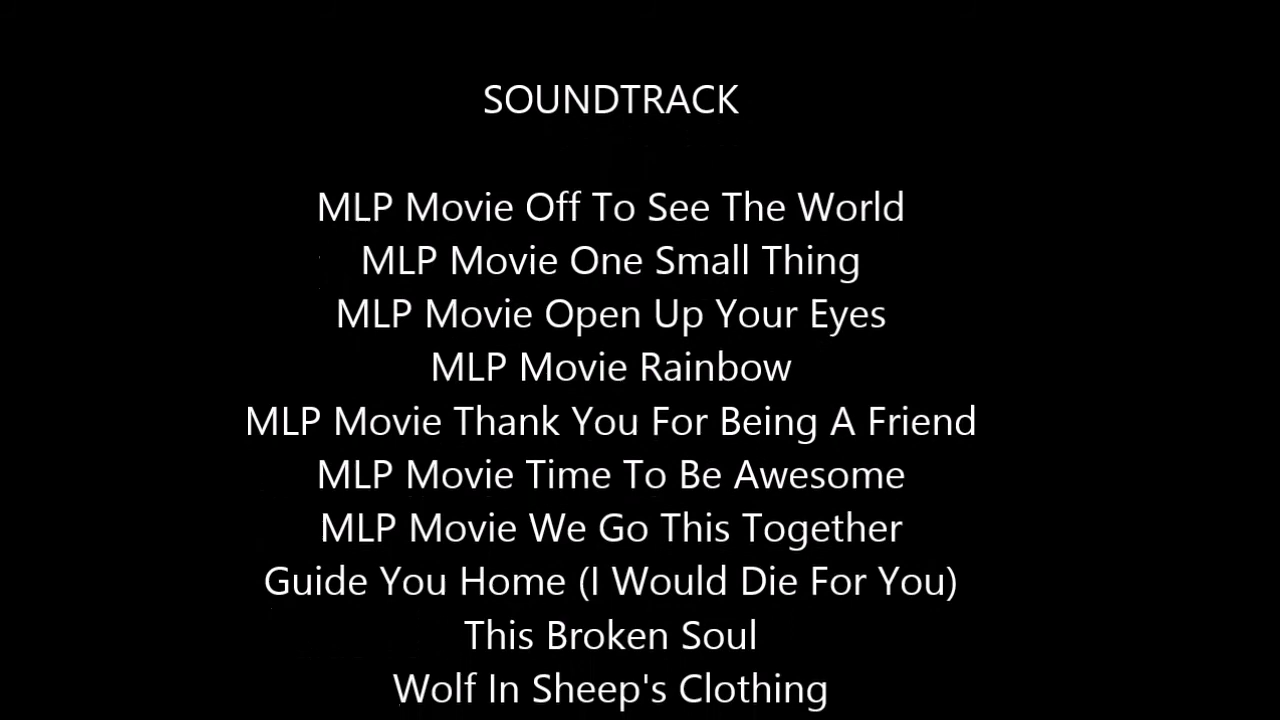 SOUNDTRACK
MLP Movie Off To See The World
MLP Movie One Small Thing
MLP Movie Open Up Your Eyes
MLP Movie Rainbow
MLP Movie Thank You For Being A Friend
MLP Movie Time To Be Awesome
MLP Movie We Go This Together
Guide You Home (I Would Die For You)
This Broken Soul
Wolf In Sheep's Clothing